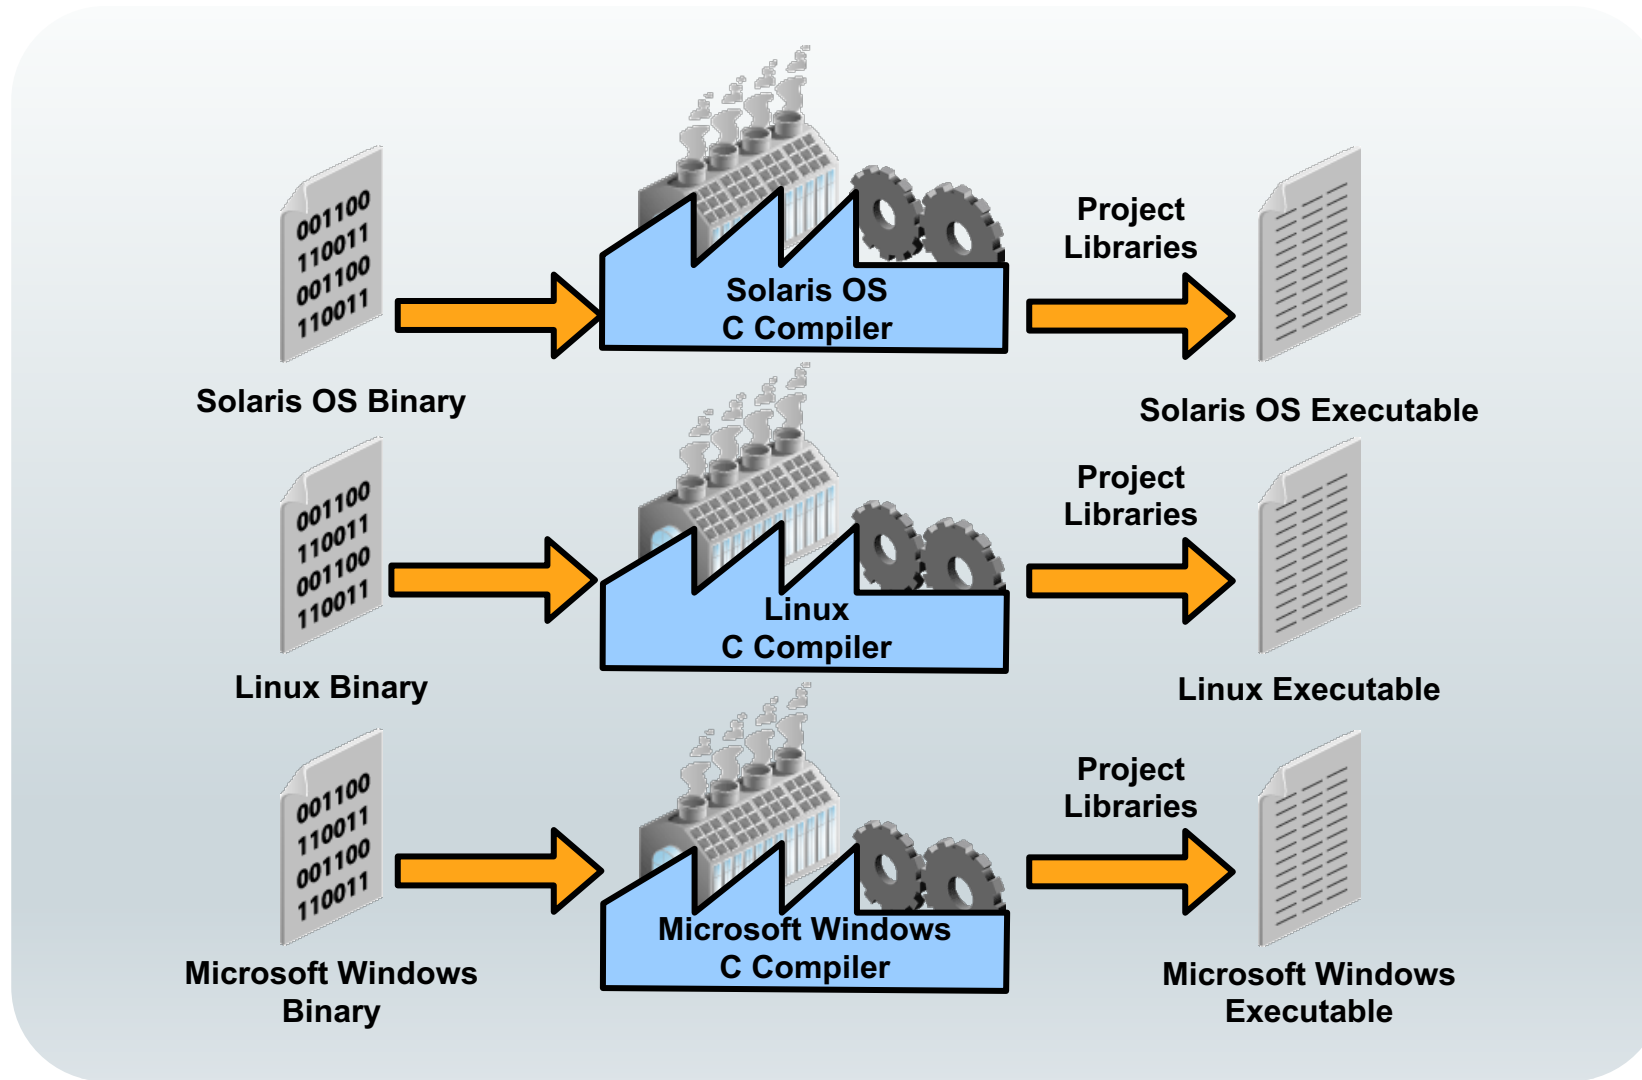 001100
110011
001100
110011
Solaris OS Binary
Solaris OS
C Compiler
Project
Libraries
Solaris OS Executable
001100
110011
001100
110011
Linux Binary
Linux
C Compiler
Project
Libraries
Linux Executable
001100
110011
001100
110011
Microsoft Windows
Binary
Microsoft Windows
C Compiler
Project
Libraries
Microsoft Windows
Executable